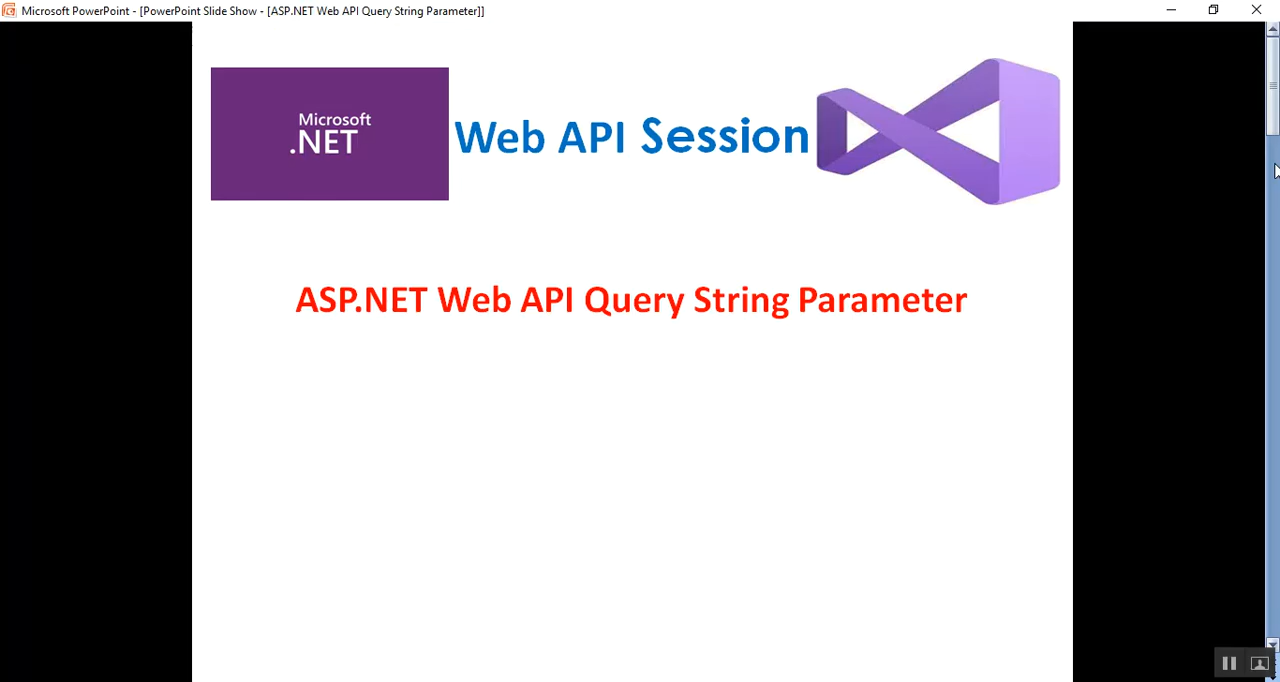 Microsoft PowerPoint - [PowerPoint Slide Show - [ASP.NET Web API Query String Parameter]]
Microsoft
.NET
Web API Session
ASP.NET Web API Query String Parameter